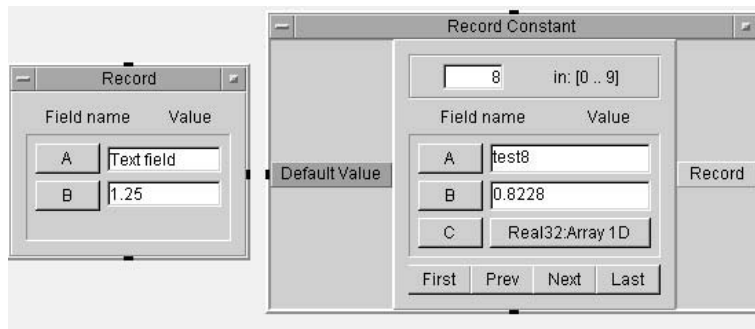 Record
Field name Value
A Text field
B 1.25
Record Constant
Default Value
8 in: [0 .. 9]
Field name Value
A test8
B 0.8228
C Real32:Array 1D
First Prev Next Last
Record